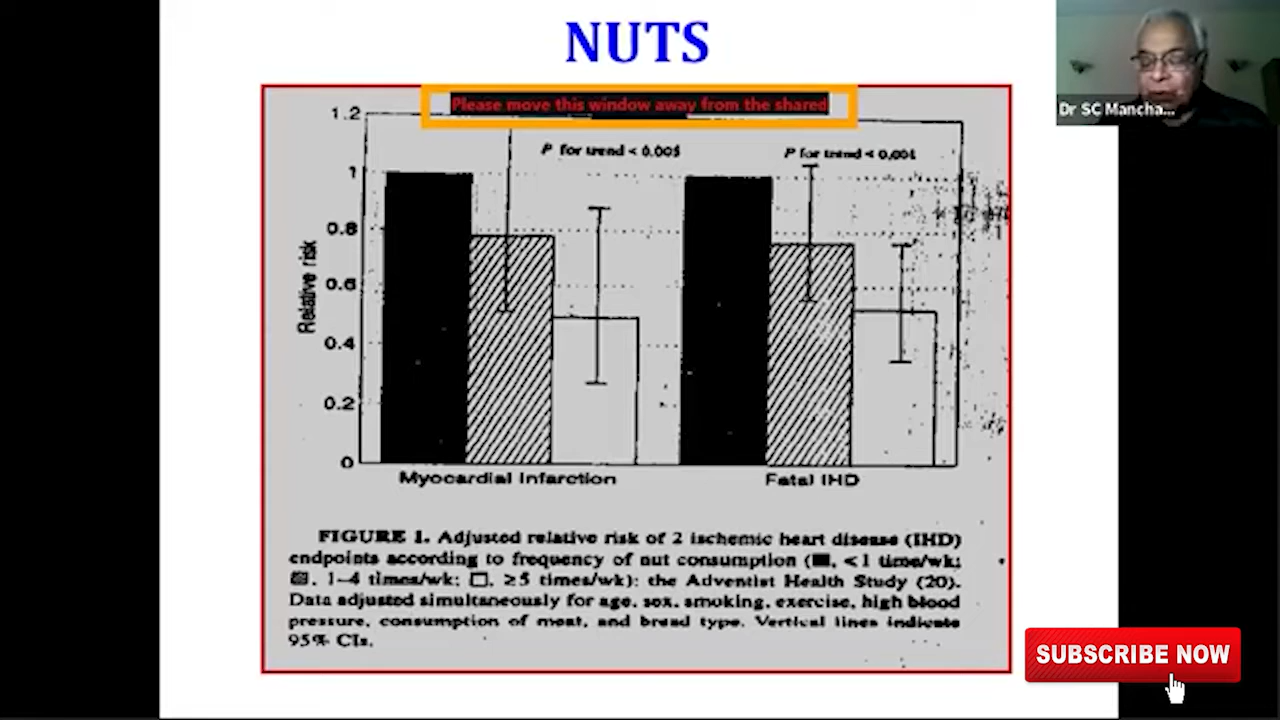 NUTS
Please move this window away from the shared
Dr SC Mancha...
1.2
P for trend < 0.005
P for trend < 0.001
1
0.8
0.6
0.4
0.2
0
Relative risk
Myocardial Infarction
Fatal IHD
FIGURE 1. Adjusted relative risk of 2 ischemic heart disease (IHD)
endpoints according to frequency of nut consumption (■, <1 time/wk;
▨, 1–4 times/wk; □, ≥5 times/wk): the Adventist Health Study (20).
Data adjusted simultaneously for age, sex, smoking, exercise, high blood
pressure, consumption of meat, and bread type. Vertical lines indicate
95% CIs.
SUBSCRIBE NOW